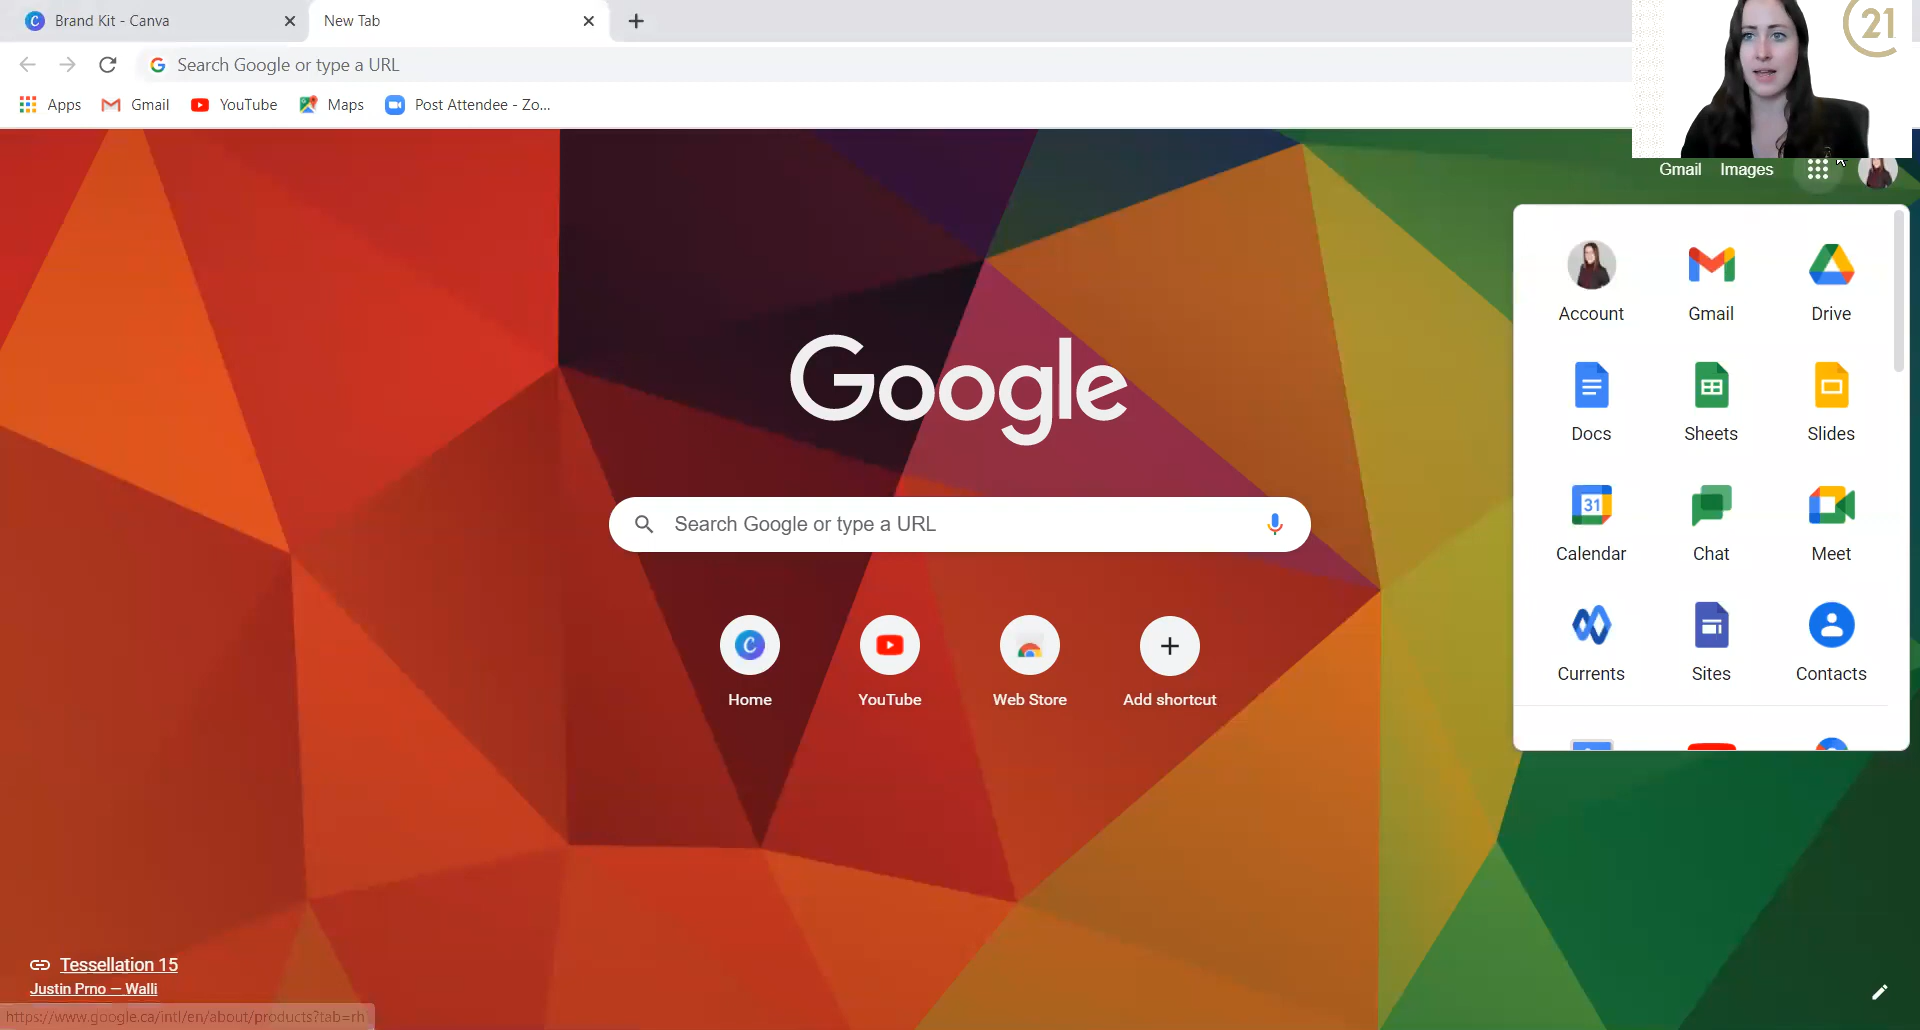 Brand Kit - Canva
New Tab
21
Search Google or type a URL
Apps
Gmail
YouTube
Maps
Post Attendee - Zo...
Gmail
Images
Account
Gmail
Drive
Docs
Sheets
Slides
31
Calendar
Chat
Meet
Currents
Sites
Contacts
Google
Search Google or type a URL
Home
YouTube
Web Store
Add shortcut
Tessellation 15
Justin Prno — Walli
https://www.google.ca/intl/en/about/products?tab=rh